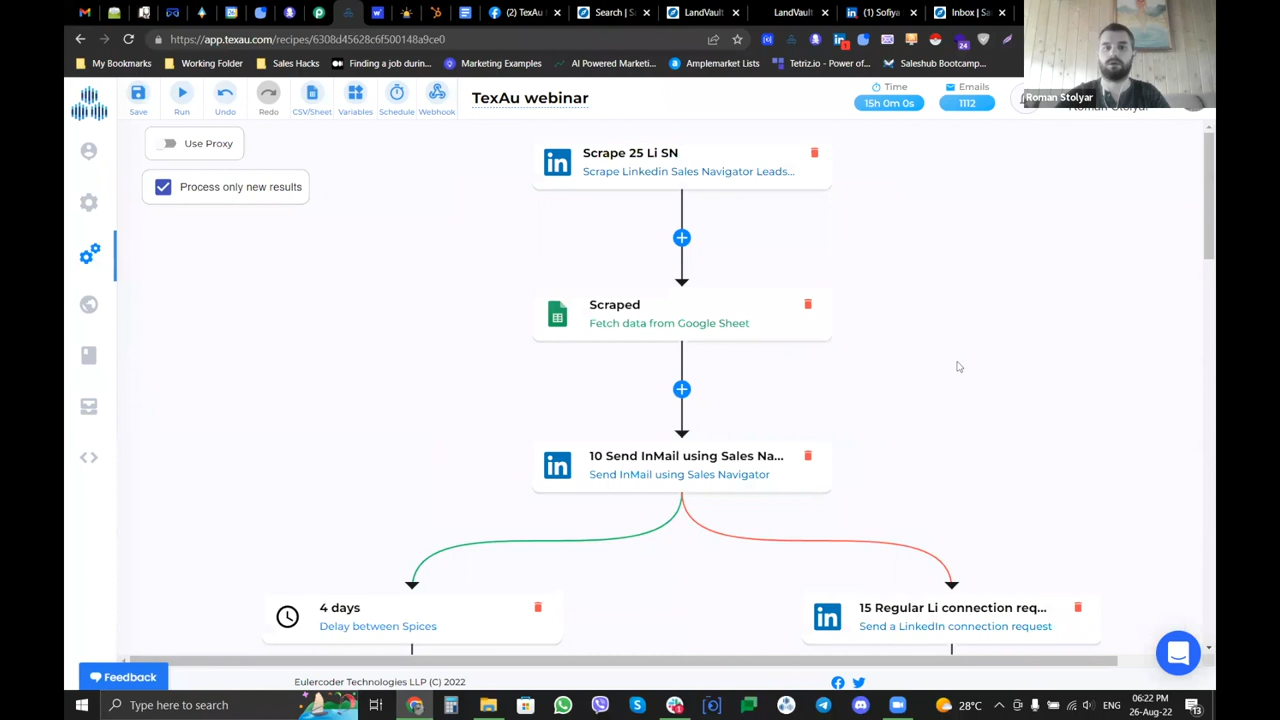 (2) TexAu
Search | Sa
LandVault
LandVault
(1) Sofiya
Inbox | Sa
https://app.texau.com/recipes/6308d45628c6f500148a9ce0
My Bookmarks
Working Folder
Sales Hacks
Finding a job durin...
Marketing Examples
AI Powered Marketi...
Amplemarket Lists
Tetriz.io - Power of...
Saleshub Bootcamp...
Roman Stolyar
Save
Run
Undo
Redo
CSV/Sheet
Variables
Schedule
Webhook
TexAu webinar
Time
15h 0m 0s
Emails
1112
Use Proxy
Process only new results
Scrape 25 Li SN
Scrape Linkedin Sales Navigator Leads...
Scraped
Fetch data from Google Sheet
10 Send InMail using Sales Na...
Send InMail using Sales Navigator
4 days
Delay between Spices
15 Regular Li connection req...
Send a LinkedIn connection request
Feedback
Eulercoder Technologies LLP (C) 2022
Type here to search
28°C
ENG
06:22 PM
26-Aug-22